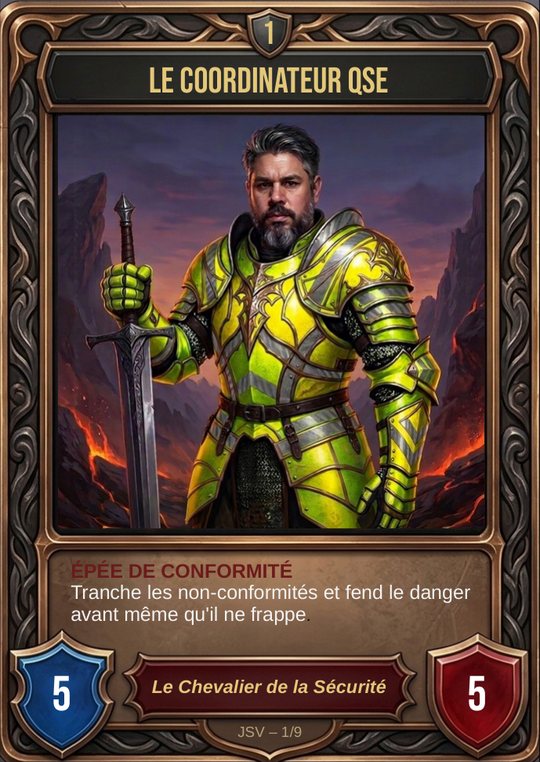 1
LE COORDINATEUR QSE
ÉPÉE DE CONFORMITÉ
Tranche les non-conformités et fend le danger
avant même qu'il ne frappe.
5
Le Chevalier de la Sécurité
5
JSV – 1/9